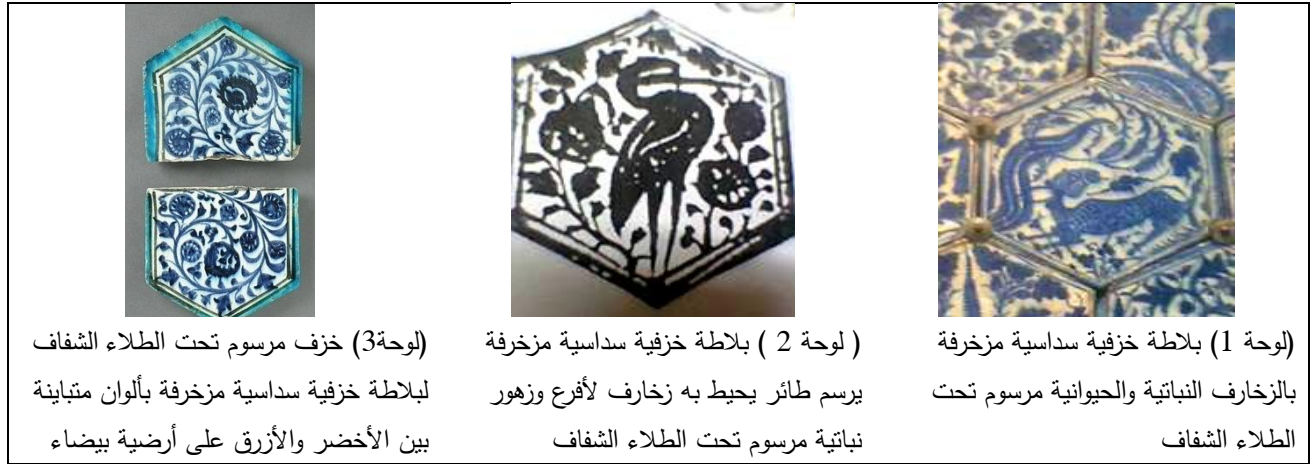 (لوحة 1) بلاطة خزفية سداسية مزخرفة
بالزخارف النباتية والحيوانية مرسوم تحت
الطلاء الشفاف
( لوحة 2 ) بلاطة خزفية سداسية مزخرفة
يرسم طائر يحيط به زخارف لأفرع وزهور
نباتية مرسوم تحت الطلاء الشفاف
(لوحة3) خزف مرسوم تحت الطلاء الشفاف
لبلاطة خزفية سداسية مزخرفة بألوان متباينة
بين الأخضر والأزرق على أرضية بيضاء